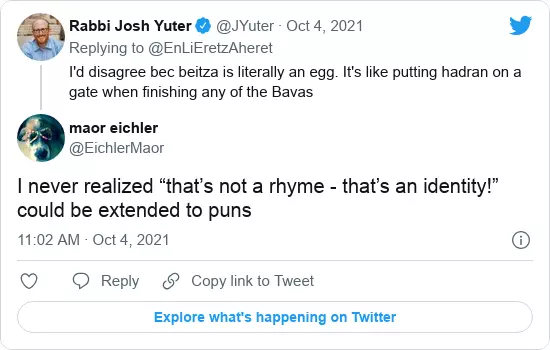 Rabbi Josh Yuter @JYuter · Oct 4, 2021
Replying to @EnLiEretzAheret
I'd disagree bec beitza is literally an egg. It's like putting hadran on a
gate when finishing any of the Bavas
maor eichler
@EichlerMaor
I never realized “that’s not a rhyme - that’s an identity!”
could be extended to puns
11:02 AM · Oct 4, 2021
Reply Copy link to Tweet
Explore what's happening on Twitter